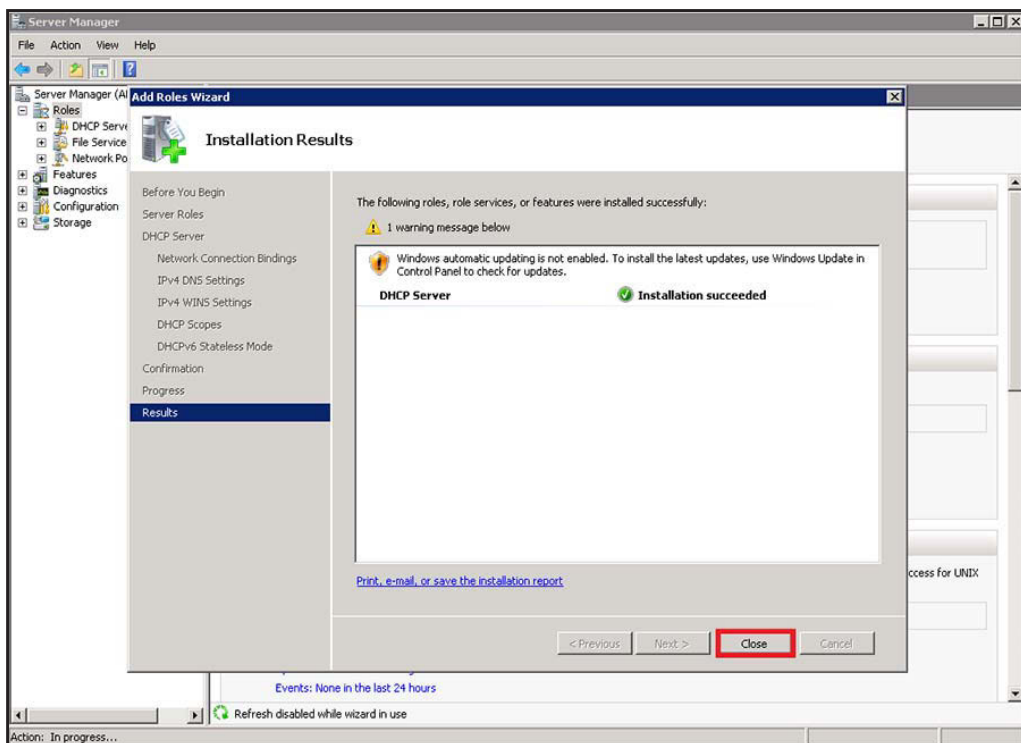 Server Manager
File Action View Help
Server Manager (Al
Roles
DHCP Serve
File Service
Network Po
Features
Diagnostics
Configuration
Storage
Add Roles Wizard
Installation Results
Before You Begin
Server Roles
DHCP Server
Network Connection Bindings
IPv4 DNS Settings
IPv4 WINS Settings
DHCP Scopes
DHCPv6 Stateless Mode
Confirmation
Progress
Results
The following roles, role services, or features were installed successfully:
1 warning message below
Windows automatic updating is not enabled. To install the latest updates, use Windows Update in
Control Panel to check for updates.
DHCP Server Installation succeeded
Print, e-mail, or save the installation report
< Previous Next > Close Cancel
ccess for UNIX
Events: None in the last 24 hours
Refresh disabled while wizard in use
Action: In progress...